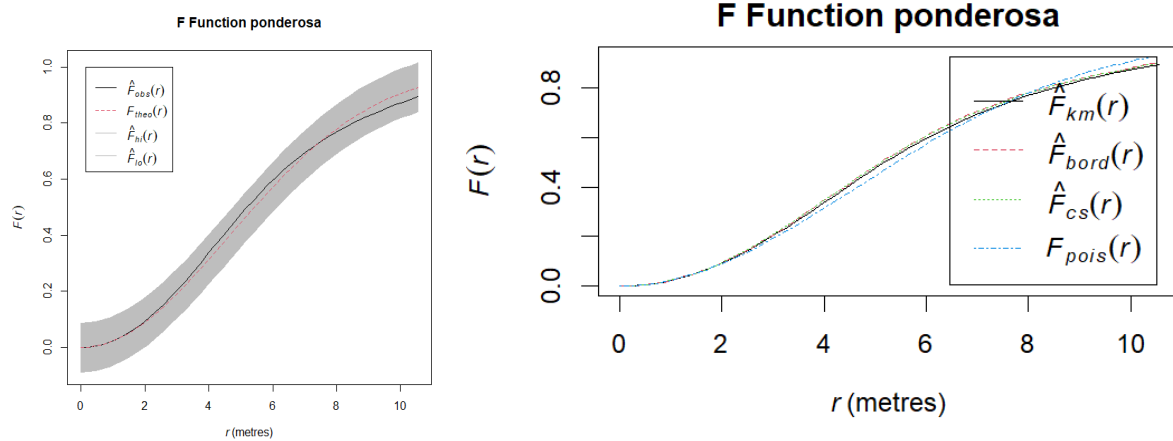 F Function ponderosa
F̂obs(r)
Ftheo(r)
F̂hi(r)
F̂lo(r)
F(r)
0.0 0.2 0.4 0.6 0.8 1.0
0 2 4 6 8 10
r (metres)
F Function ponderosa
F̂km(r)
F̂bord(r)
F̂cs(r)
Fpois(r)
F(r)
0.0 0.4 0.8
0 2 4 6 8 10
r (metres)